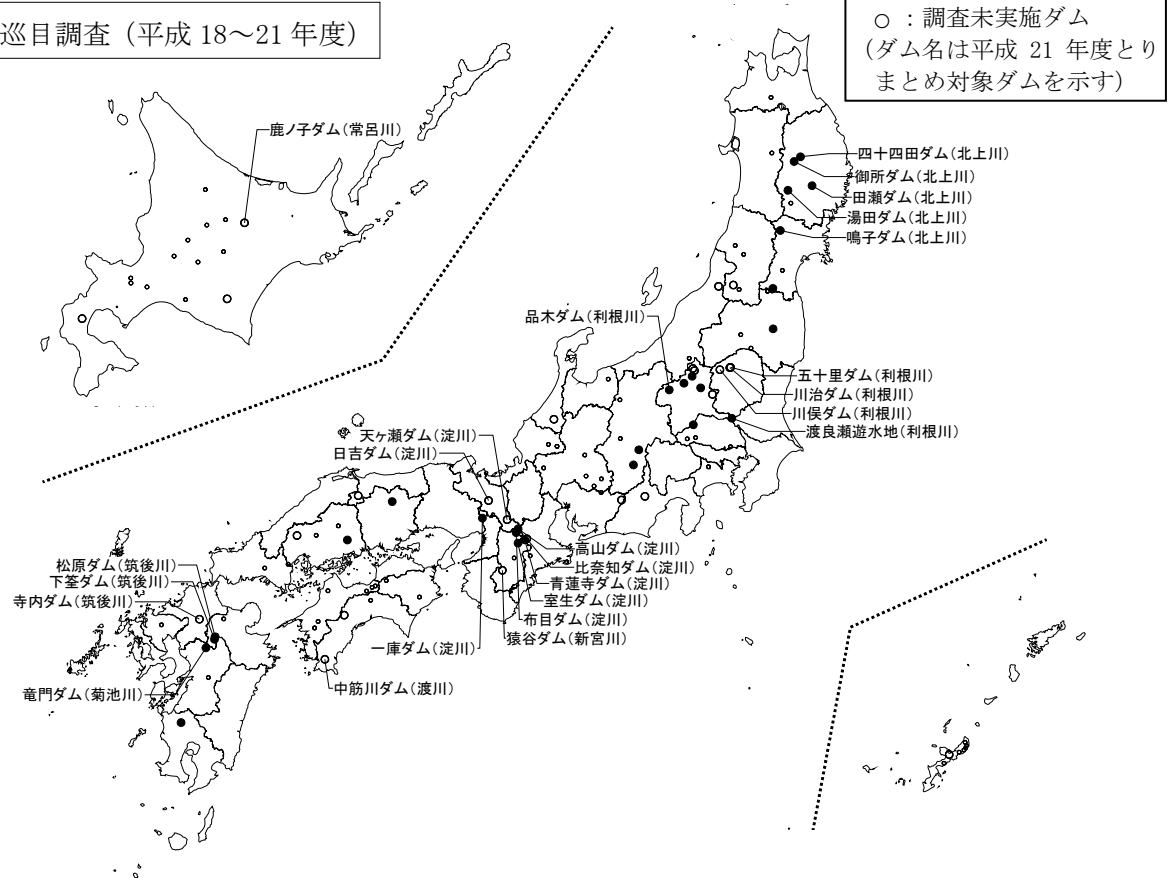 巡目調査（平成 18～21 年度）
○ ：調査未実施ダム
（ダム名は平成 21 年度とり
まとめ対象ダムを示す）
鹿ノ子ダム（常呂川）
四十四田ダム（北上川）
御所ダム（北上川）
田瀬ダム（北上川）
湯田ダム（北上川）
鳴子ダム（北上川）
品木ダム（利根川）
五十里ダム（利根川）
川治ダム（利根川）
川俣ダム（利根川）
渡良瀬遊水地（利根川）
天ヶ瀬ダム（淀川）
日吉ダム（淀川）
高山ダム（淀川）
比奈知ダム（淀川）
青蓮寺ダム（淀川）
室生ダム（淀川）
布目ダム（淀川）
猿谷ダム（新宮川）
一庫ダム（淀川）
中筋川ダム（渡川）
松原ダム（筑後川）
下筌ダム（筑後川）
寺内ダム（筑後川）
竜門ダム（菊池川）